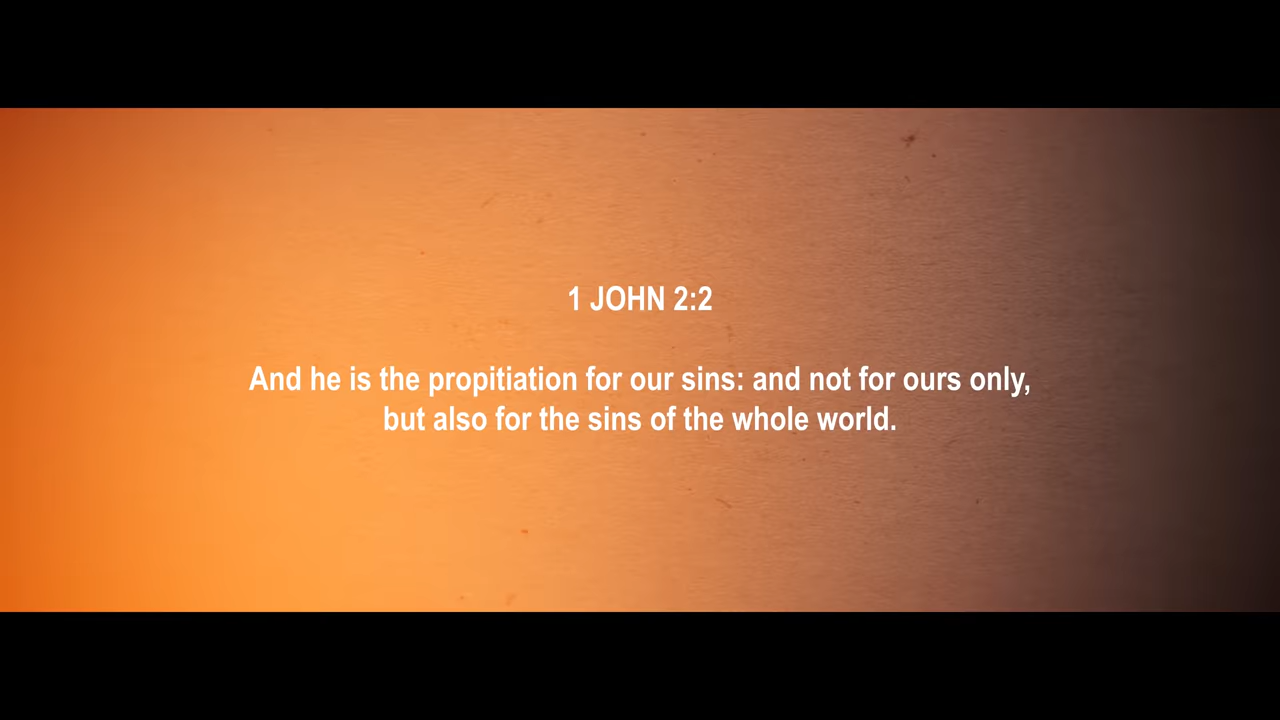 1 JOHN 2:2
And he is the propitiation for our sins: and not for ours only,
but also for the sins of the whole world.